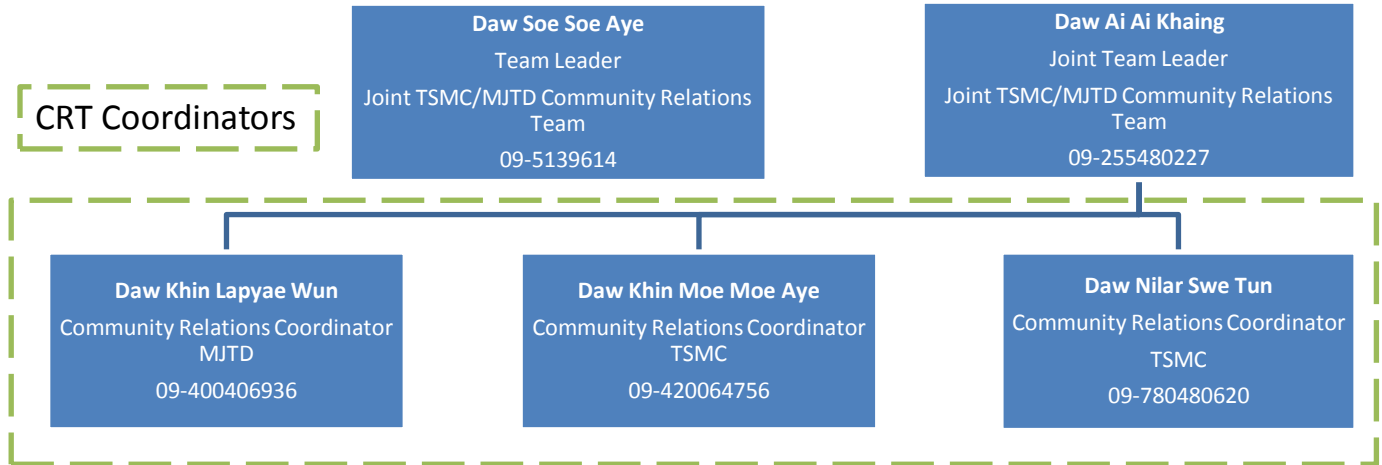 Daw Soe Soe Aye
Team Leader
Joint TSMC/MJTD Community Relations
Team
09-5139614
Daw Ai Ai Khaing
Joint Team Leader
Joint TSMC/MJTD Community Relations
Team
09-255480227
CRT Coordinators
Daw Khin Lapyae Wun
Community Relations Coordinator
MJTD
09-400406936
Daw Khin Moe Moe Aye
Community Relations Coordinator
TSMC
09-420064756
Daw Nilar Swe Tun
Community Relations Coordinator
TSMC
09-780480620